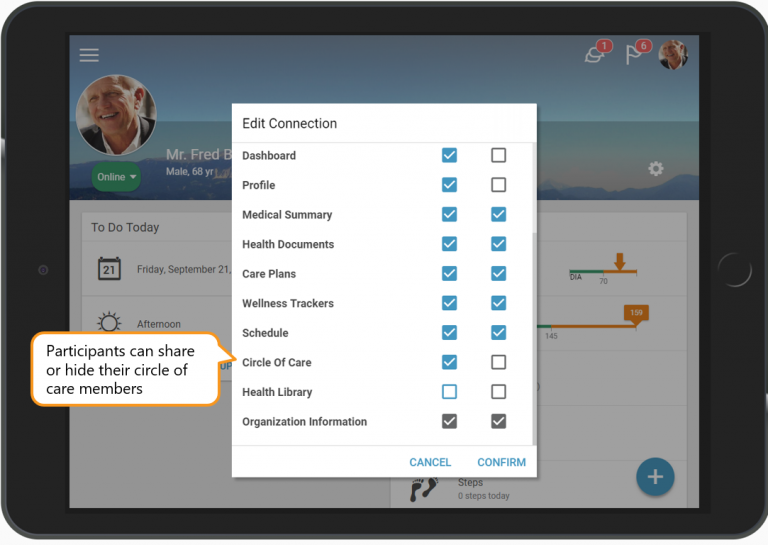 1
6
Mr. Fred B
Male, 68 yr
Online
Edit Connection
Dashboard
Profile
Medical Summary
Health Documents
Care Plans
Wellness Trackers
Schedule
Circle Of Care
Health Library
Organization Information
CANCEL
CONFIRM
To Do Today
21
Friday, September 21,
Afternoon
UP
Participants can share
or hide their circle of
care members
DIA
70
159
145
Steps
0 steps today
+